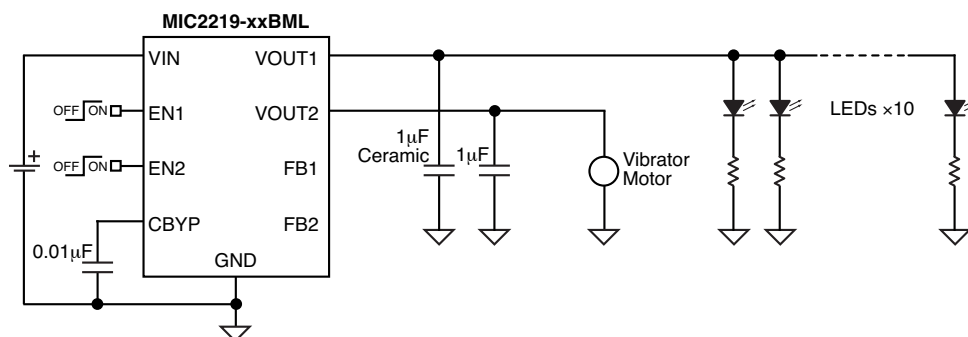 MIC2219-xxBML
VIN
VOUT1
OFF ON
EN1
VOUT2
LEDs ×10
1μF
Ceramic
1μF
Vibrator
Motor
+
OFF ON
EN2
FB1
CBYP
FB2
0.01μF
GND